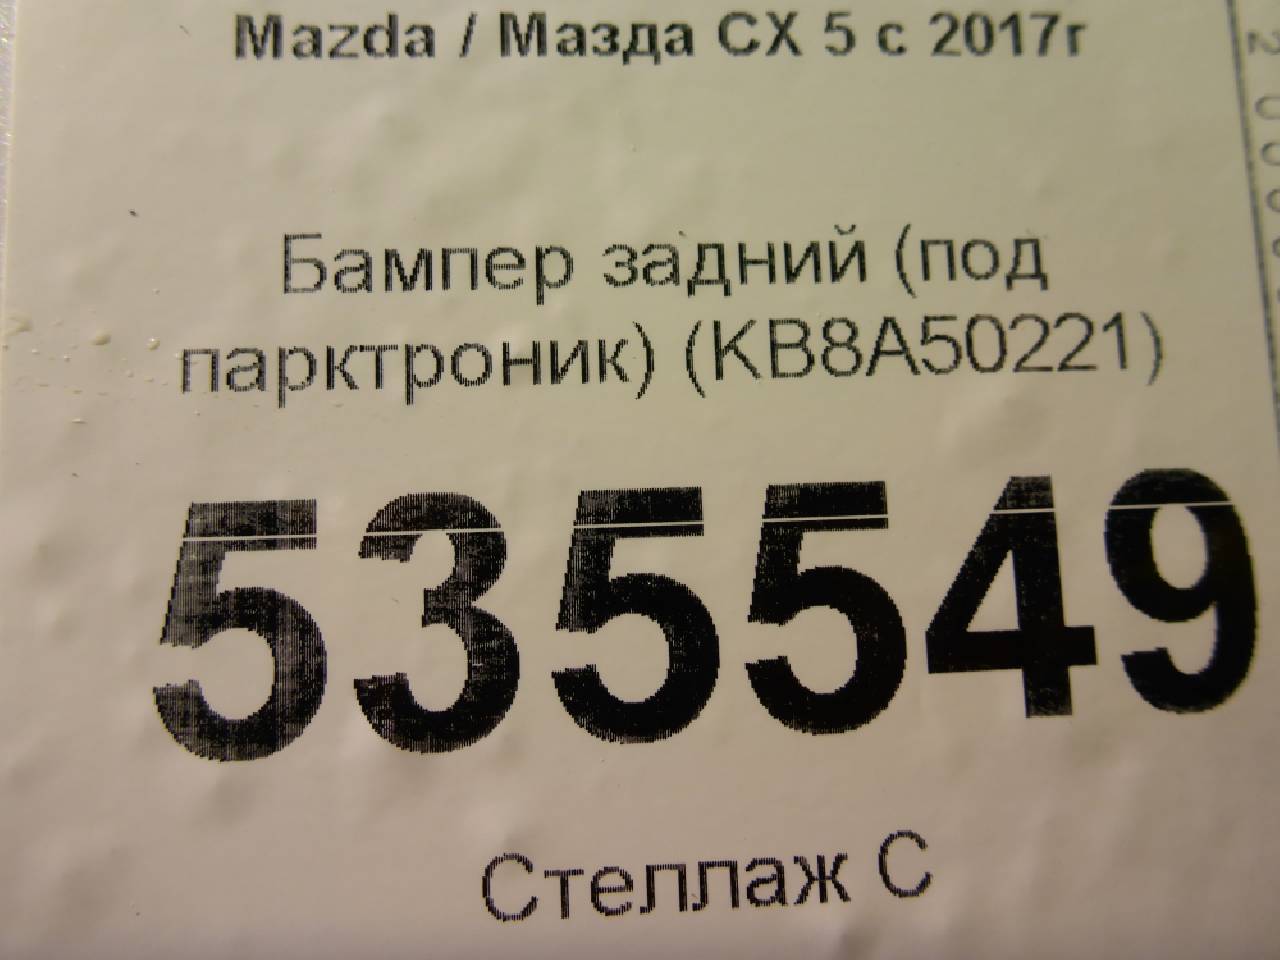 Mazda / Мазда CX 5 с 2017г
Бампер задний (под
парктроник) (KB8A50221)
535549
Стеллаж С